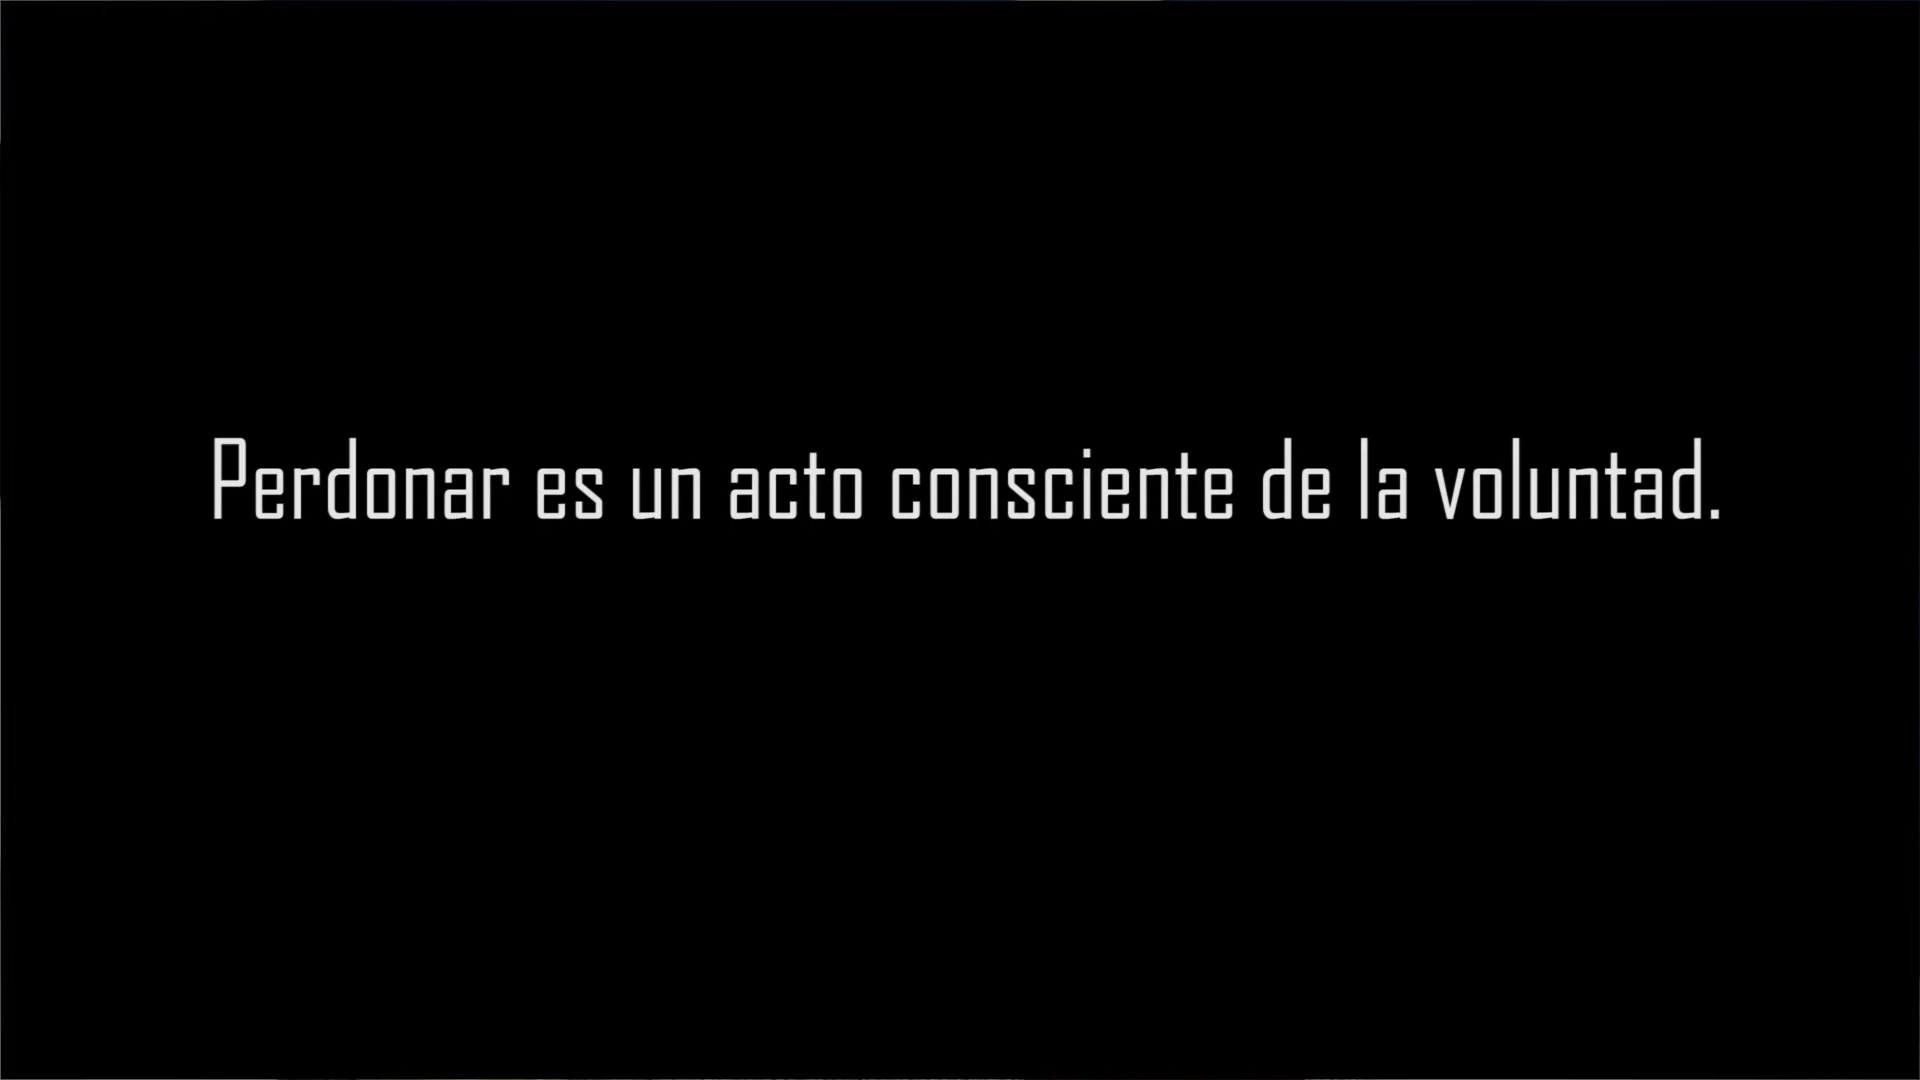 Perdonar es un acto consciente de la voluntad.